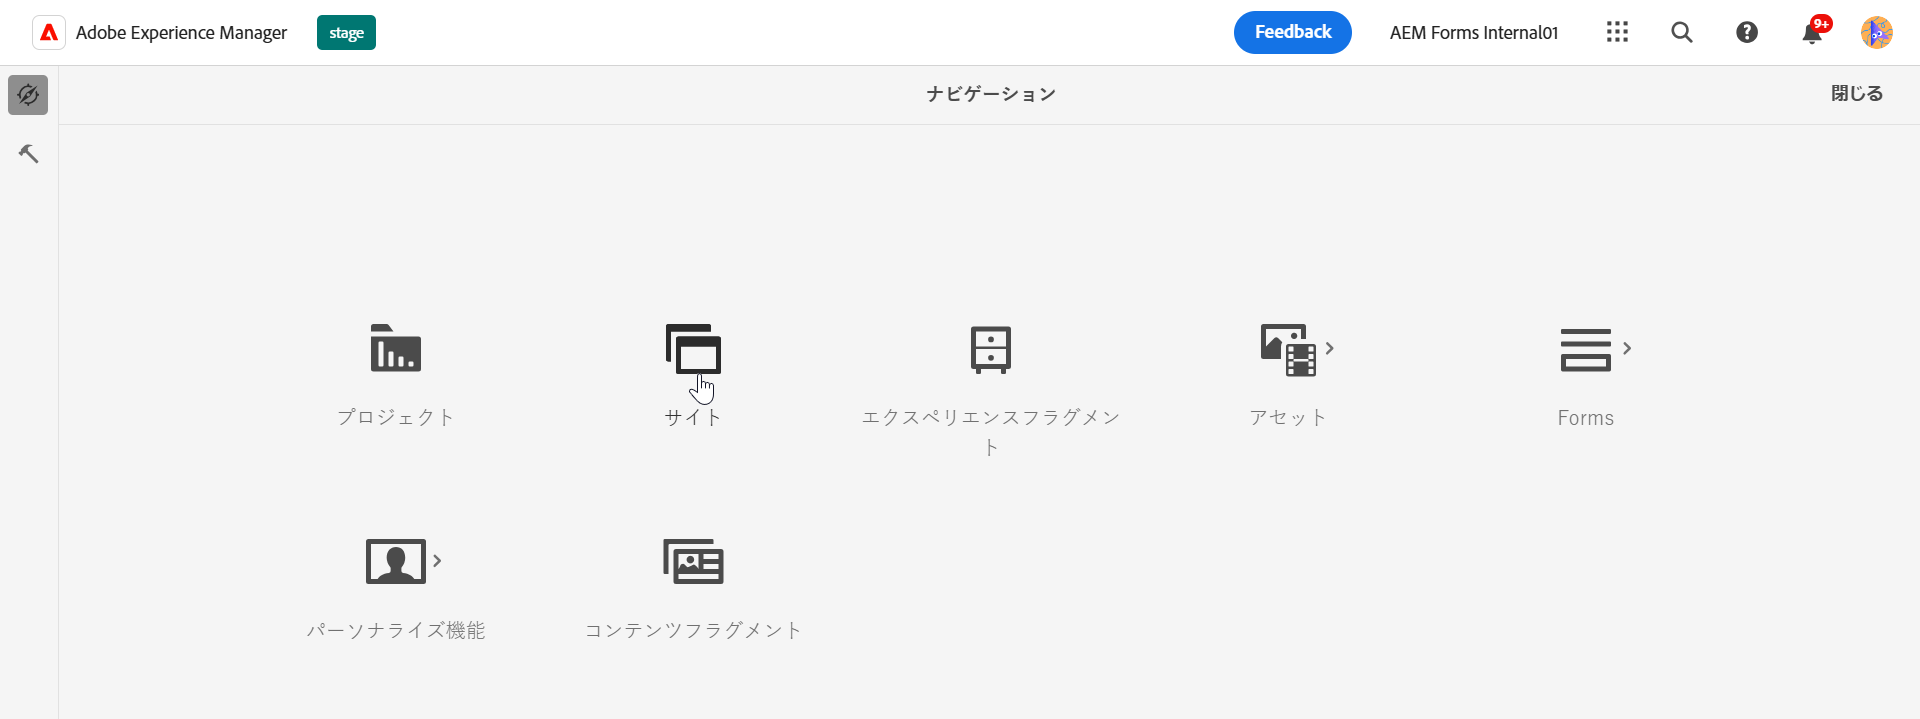 Adobe Experience Manager
stage
Feedback
AEM Forms Internal01
9+
ナビゲーション
閉じる
プロジェクト
サイト
エクスペリエンスフラグメン
ト
アセット
Forms
パーソナライズ機能
コンテンツフラグメント